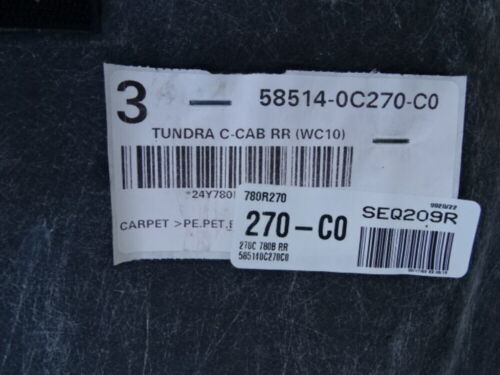 3 58514-0C270-C0
TUNDRA C-CAB RR (WC10)
*24Y780
CARPET >PE.PET.
780R270
270-C0
270C 780B RR
585140C270C0
SEQ209R